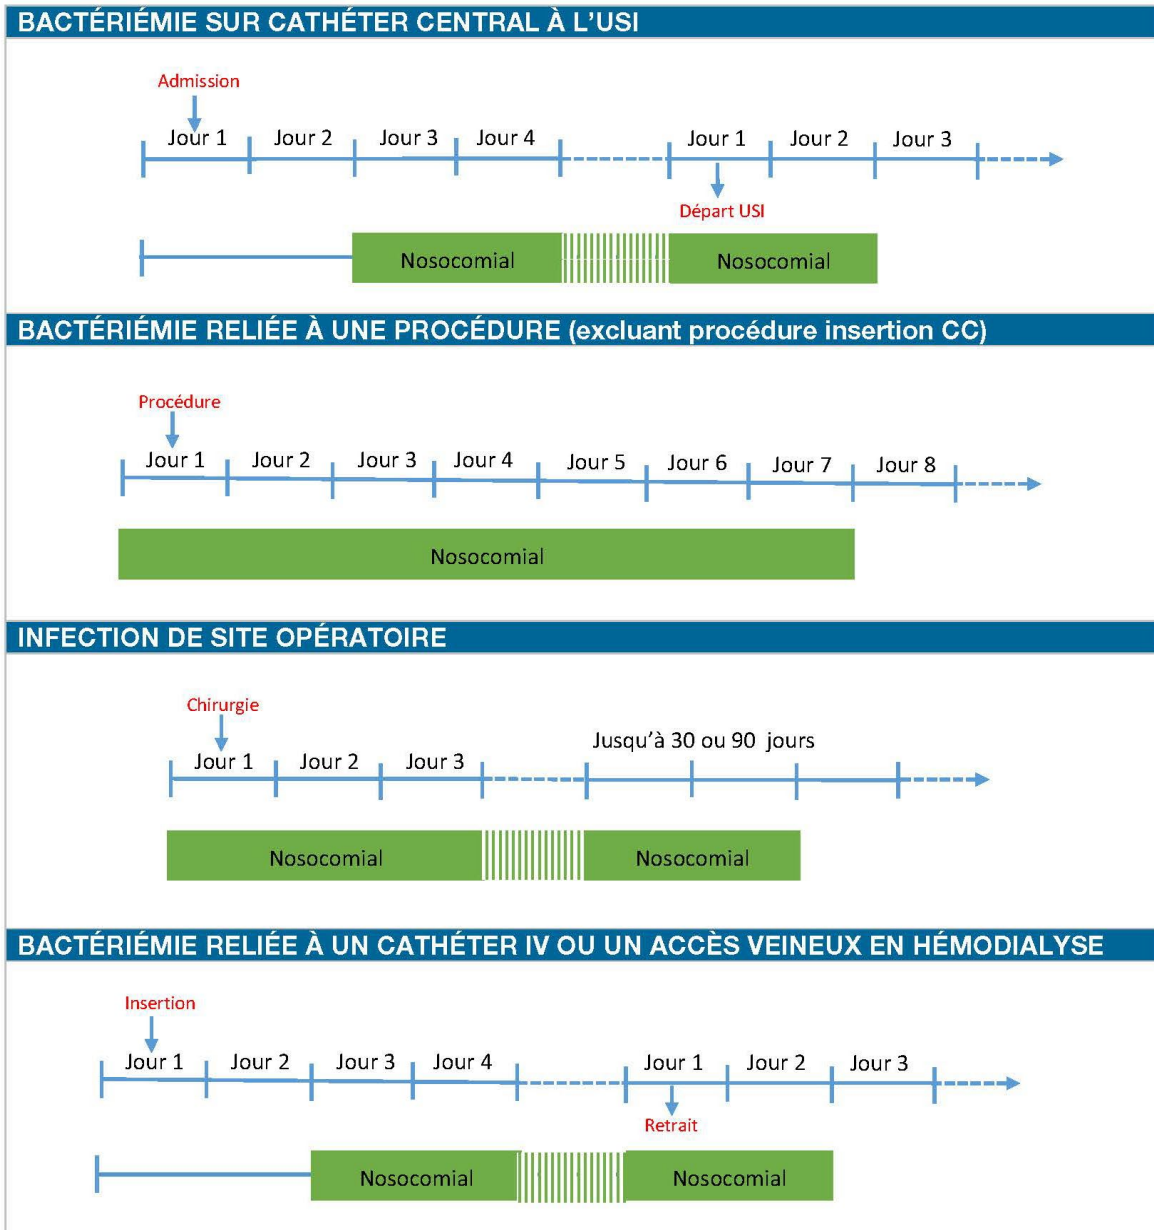 BACTÉRIÉMIE SUR CATHÉTER CENTRAL À L'USI
Admission
Jour 1 Jour 2 Jour 3 Jour 4 Jour 1 Jour 2 Jour 3
Départ USI
Nosocomial Nosocomial
BACTÉRIÉMIE RELIÉE À UNE PROCÉDURE (excluant procédure insertion CC)
Procédure
Jour 1 Jour 2 Jour 3 Jour 4 Jour 5 Jour 6 Jour 7 Jour 8
Nosocomial
INFECTION DE SITE OPÉRATOIRE
Chirurgie
Jusqu'à 30 ou 90 jours
Jour 1 Jour 2 Jour 3
Nosocomial Nosocomial
BACTÉRIÉMIE RELIÉE À UN CATHÉTER IV OU UN ACCÈS VEINEUX EN HÉMODIALYSE
Insertion
Jour 1 Jour 2 Jour 3 Jour 4 Jour 1 Jour 2 Jour 3
Retrait
Nosocomial Nosocomial